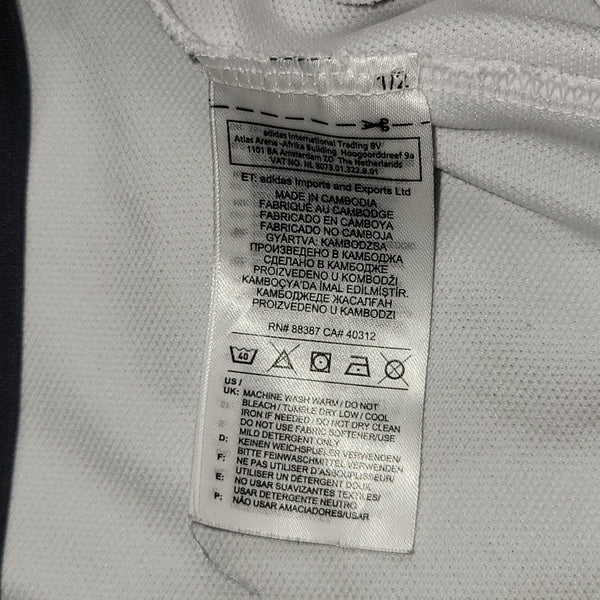 1/2
adidas International Trading BV
Atlas Arena -Afrika Building Hoogoorddreef 9a
1101 BA Amsterdam ZO The Netherlands
VAT NO. NL 8073.01.322.B.01
ET: adidas Imports and Exports Ltd
MADE IN CAMBODIA
FABRIQUÉ AU CAMBODGE
FABRICADO EN CAMBOYA
FABRICADO NO CAMBOJA
GYÁRTVA: KAMBODZSA
ПРОИЗВЕДЕНО В КАМБОДЖА
СДЕЛАНО В КАМБОДЖЕ
PROIZVEDENO U KOMBODŽI
KAMBOÇYA'DA İMAL EDİLMİŞTİR.
КАМБОДЖЕДЕ ЖАСАЛҒАН
PROIZVEDENO U KAMBODZI
RN# 88387 CA# 40312
40
US /
UK: MACHINE WASH WARM / DO NOT
BLEACH / TUMBLE DRY LOW / COOL
IRON IF NEEDED / DO NOT DRY CLEAN
DO NOT USE FABRIC SOFTENER/USE
MILD DETERGENT ONLY
D: KEINEN WEICHSPUELER VERWENDEN/
BITTE FEINWASCHMITTEL VERWENDEN
F: NE PAS UTILISER D'ASSOUPLISSEUR/
UTILISER UN DÉTERGENT DOUX
E: NO USAR SUAVIZANTES TEXTILES/
USAR DETERGENTE NEUTRO
P: NÃO USAR AMACIADORES/USAR